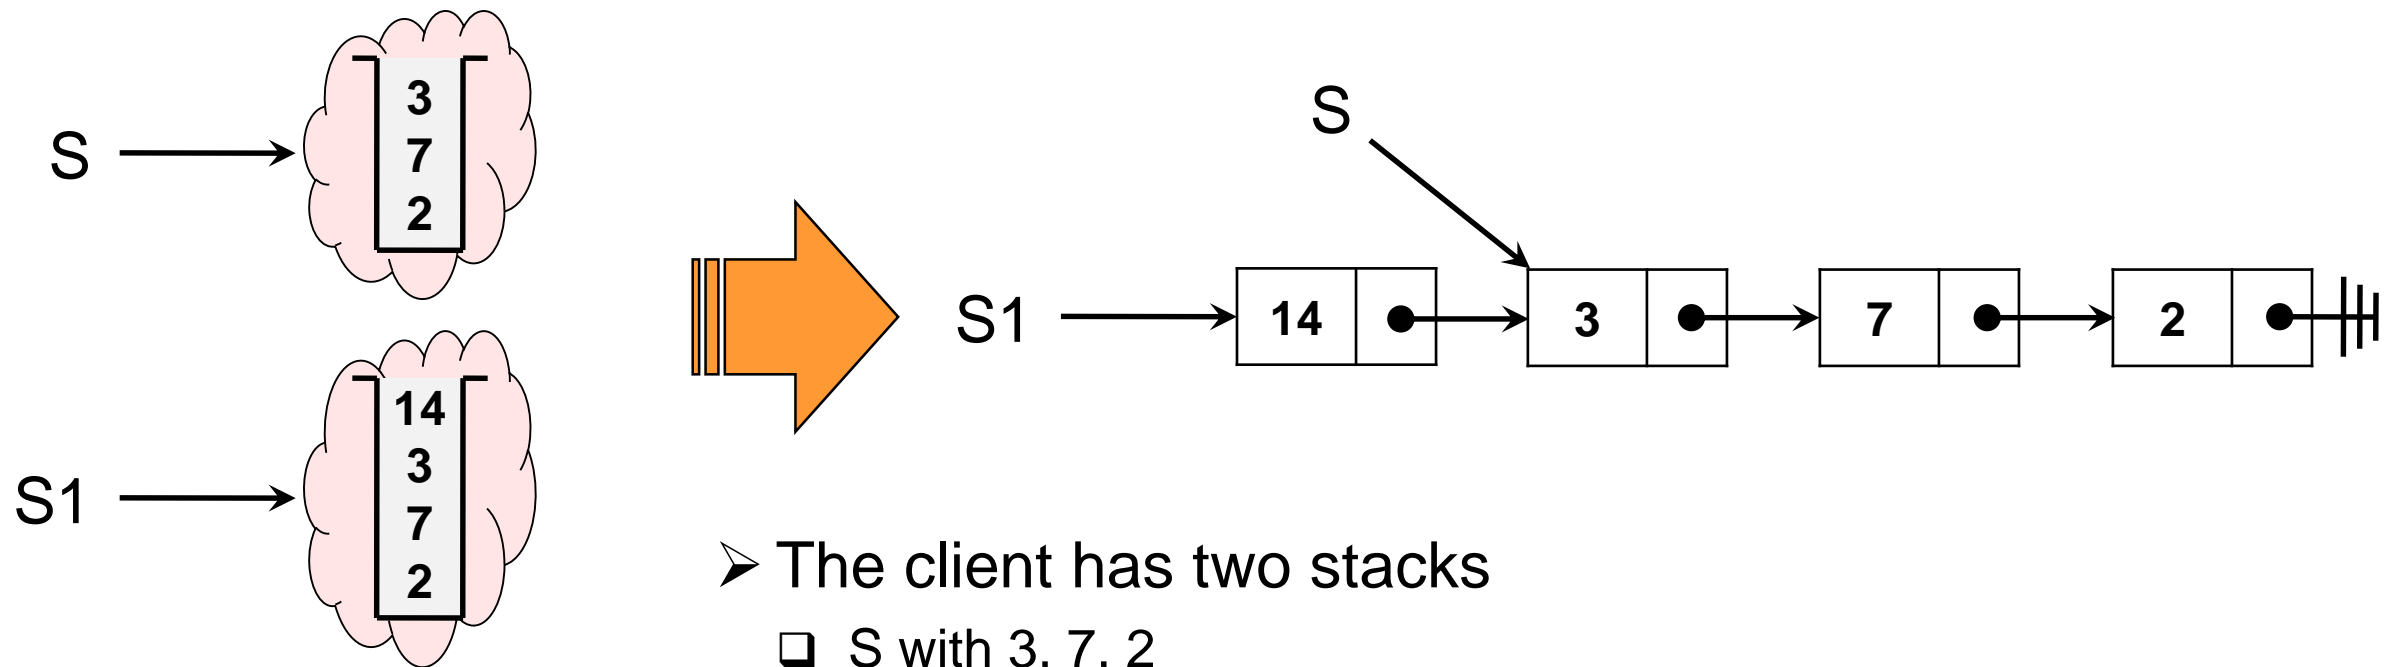 S
3
7
2
S1
14
3
7
2
S
S1
14
3
7
2
➢ The client has two stacks
❑ S with 3, 7, 2